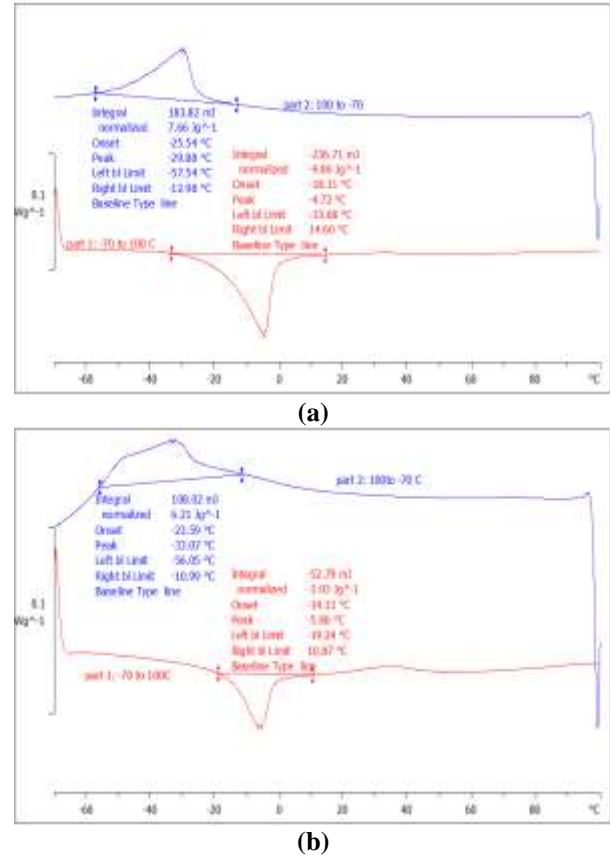 part 2: 100 to -70
Integral 183.82 mJ
normalized 7.66 Jg^-1
Onset -25.54 °C
Peak -29.88 °C
Left bl Limit -57.54 °C
Right bl Limit -12.98 °C
Baseline Type line
Integral -236.71 mJ
normalized -9.86 Jg^-1
Onset -18.11 °C
Peak -4.72 °C
Left bl Limit -33.68 °C
Right bl Limit 14.66 °C
Baseline Type line
0.1
Wg^-1
part 1: -70 to 100 C
-60 -40 -20 0 20 40 60 80 °C
(a)
part 2: 100to -70 C
Integral 108.02 mJ
normalized 6.21 Jg^-1
Onset -23.59 °C
Peak -33.07 °C
Left bl Limit -56.05 °C
Right bl Limit -10.99 °C
Baseline Type line
Integral -52.79 mJ
normalized -3.03 Jg^-1
Onset -14.11 °C
Peak -5.86 °C
Left bl Limit -19.24 °C
Right bl Limit 10.87 °C
Baseline Type line
0.1
Wg^-1
part 1: -70 to 100C
-60 -40 -20 0 20 40 60 80 °C
(b)